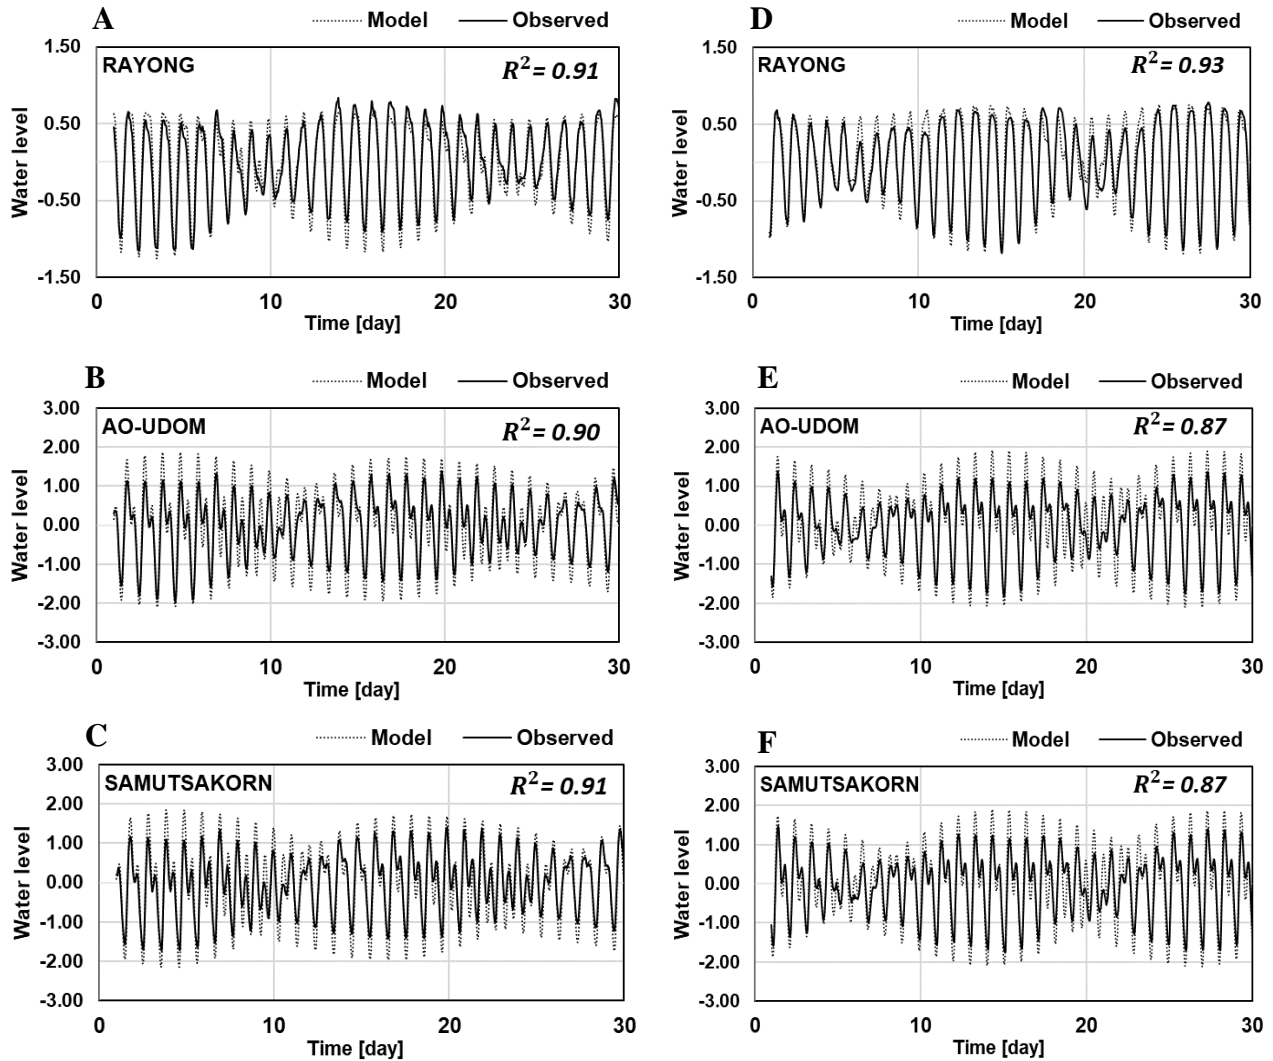 A
Model Observed
1.50
RAYONG
R² = 0.91
0.50
-0.50
-1.50
Water level
0 10 20 30
Time [day]
D
Model Observed
1.50
RAYONG
R² = 0.93
0.50
-0.50
-1.50
Water level
0 10 20 30
Time [day]
B
Model Observed
3.00
AO-UDOM
R² = 0.90
2.00
1.00
0.00
-1.00
-2.00
-3.00
Water level
0 10 20 30
Time [day]
E
Model Observed
3.00
AO-UDOM
R² = 0.87
2.00
1.00
0.00
-1.00
-2.00
-3.00
Water level
0 10 20 30
Time [day]
C
Model Observed
3.00
SAMUTSAKORN
R² = 0.91
2.00
1.00
0.00
-1.00
-2.00
-3.00
Water level
0 10 20 30
Time [day]
F
Model Observed
3.00
SAMUTSAKORN
R² = 0.87
2.00
1.00
0.00
-1.00
-2.00
-3.00
Water level
0 10 20 30
Time [day]